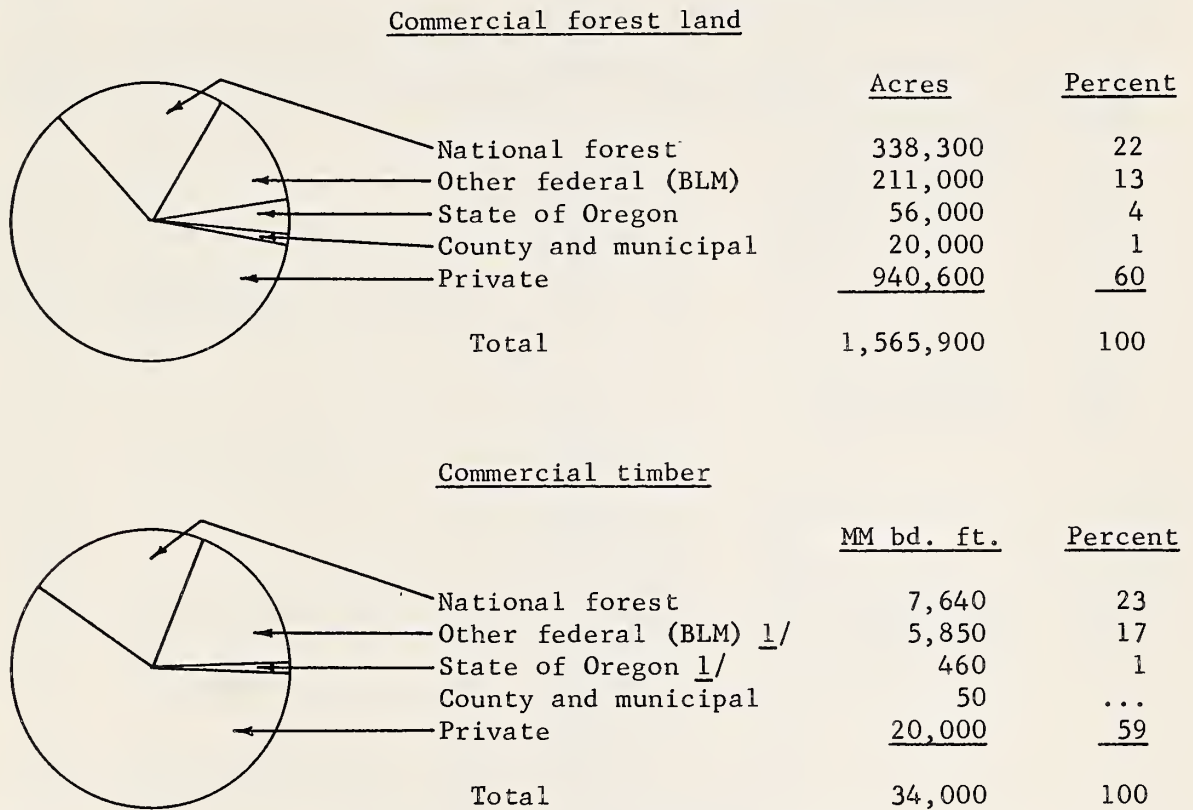 Commercial forest land
Acres Percent
National forest 338,300 22
Other federal (BLM) 211,000 13
State of Oregon 56,000 4
County and municipal 20,000 1
Private 940,600 60
Total 1,565,900 100
Commercial timber
MM bd. ft. Percent
National forest 7,640 23
Other federal (BLM) 1/ 5,850 17
State of Oregon 1/ 460 1
County and municipal 50 ...
Private 20,000 59
Total 34,000 100